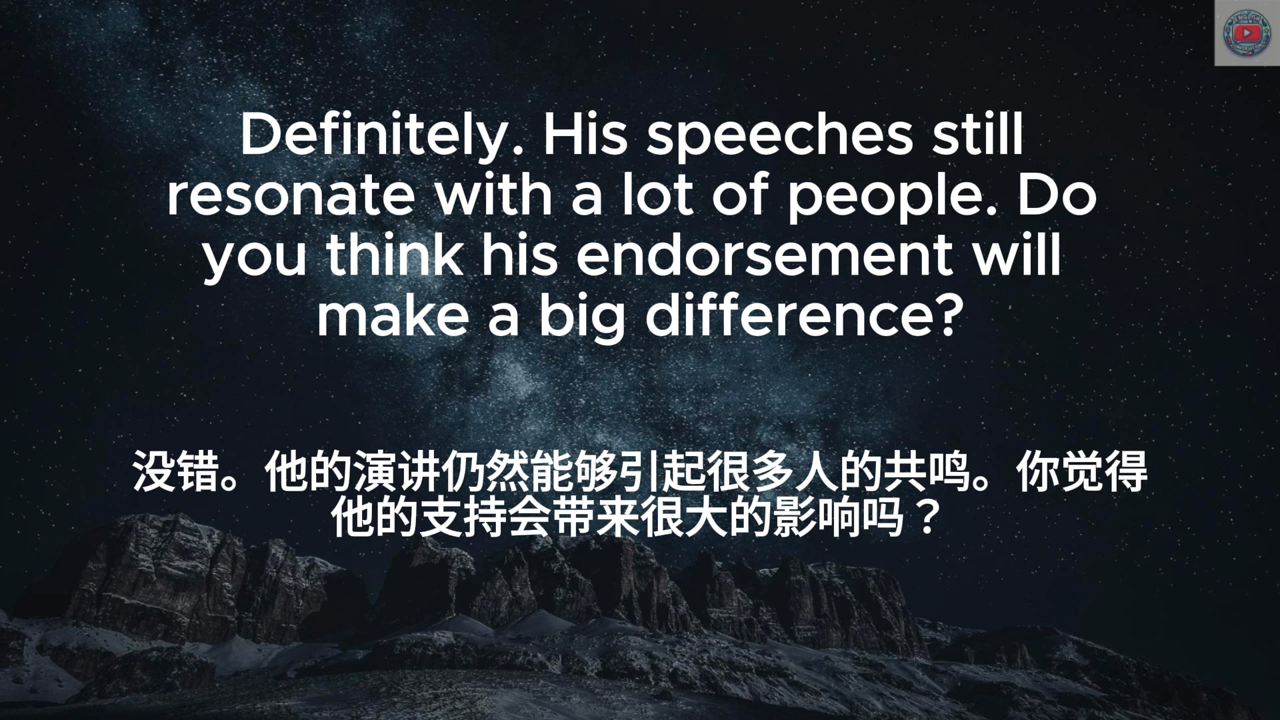 Definitely. His speeches still
resonate with a lot of people. Do
you think his endorsement will
make a big difference?
没错。他的演讲仍然能够引起很多人的共鸣。你觉得
他的支持会带来很大的影响吗？